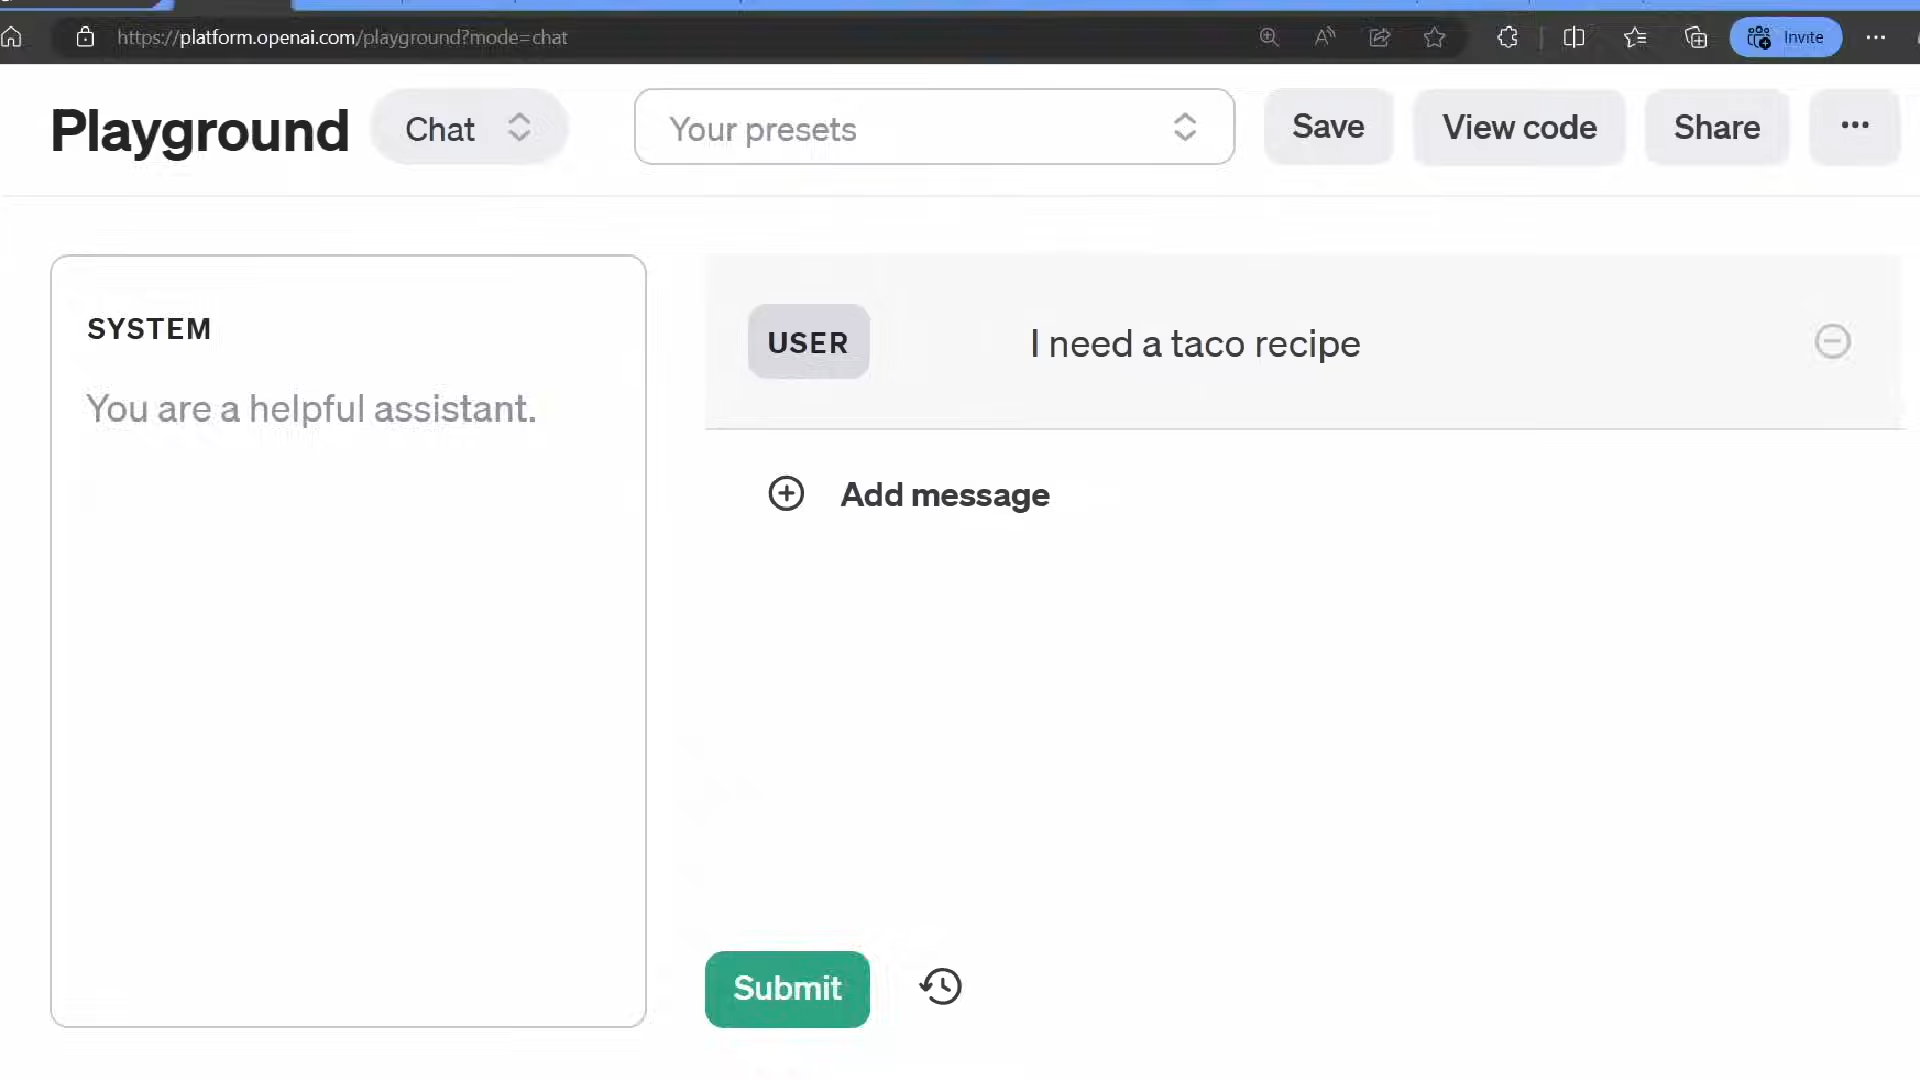 https://platform.openai.com/playground?mode=chat
Invite
Playground
Chat
Your presets
Save
View code
Share
SYSTEM
You are a helpful assistant.
USER
I need a taco recipe
Add message
Submit